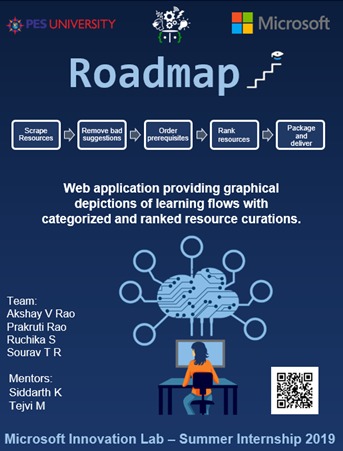 PES UNIVERSITY
Microsoft
Roadmap
Scrape
Resources
Remove bad
suggestions
Order
prerequisites
Rank
resources
Package
and
deliver
Web application providing graphical
depictions of learning flows with
categorized and ranked resource curations.
Team:
Akshay V Rao
Prakruti Rao
Ruchika S
Sourav T R
Mentors:
Siddarth K
Tejvi M
Microsoft Innovation Lab – Summer Internship 2019